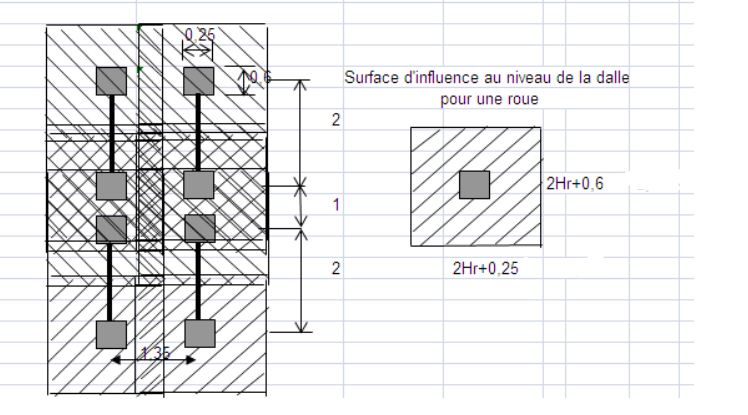 0,25
0,6
Surface d'influence au niveau de la dalle
pour une roue
2
2Hr+0,6
1
2Hr+0,25
2
1,35